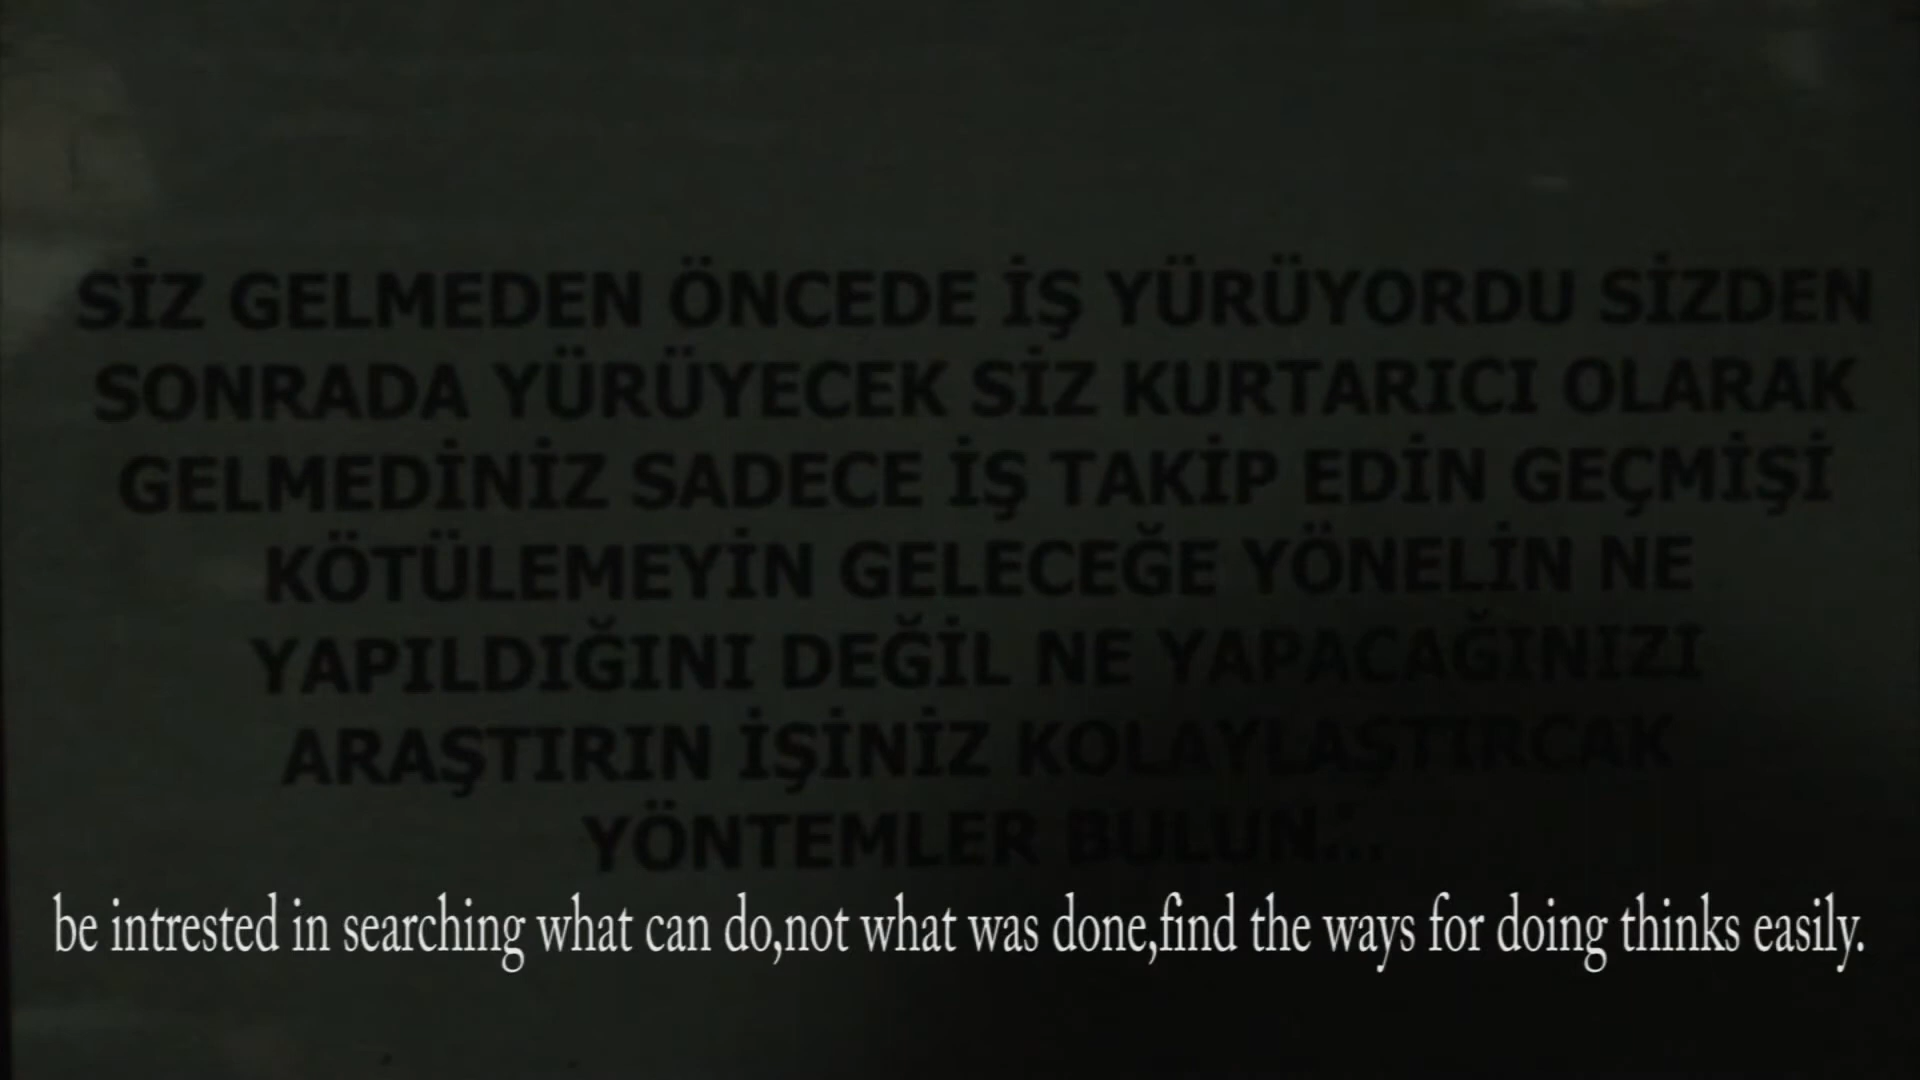 SİZ GELMEDEN ÖNCEDE İŞ YÜRÜYORDU SİZDEN
SONRADA YÜRÜYECEK SİZ KURTARICI OLARAK
GELMEDİNİZ SADECE İŞ TAKİP EDİN GEÇMİŞİ
KÖTÜLEMEYİN GELECEĞE YÖNELİN NE
YAPILDIĞINI DEĞİL NE YAPACAĞINIZI
ARAŞTIRIN İŞİNİZ KOLAYLAŞTIRCAK
YÖNTEMLER BULUN...
be intrested in searching what can do,not what was done,find the ways for doing thinks easily.